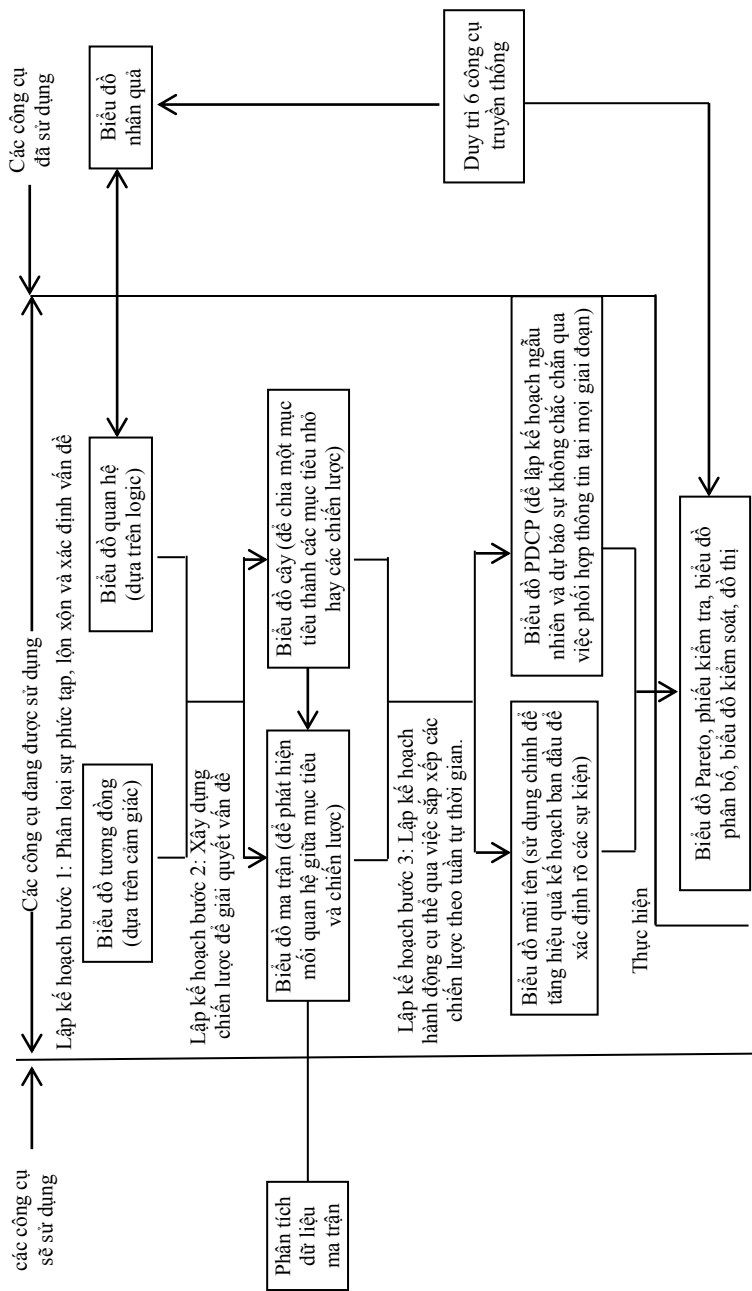 các công cụ
sẽ sử dụng
Các công cụ đang được sử dụng
Các công cụ
đã sử dụng
Lập kế hoạch bước 1: Phân loại sự phức tạp, lộn xộn và xác định vấn đề
Biểu đồ tương đồng
(dựa trên cảm giác)
Biểu đồ quan hệ
(dựa trên logic)
Biểu đồ
nhân quả
Lập kế hoạch bước 2: Xây dựng
chiến lược để giải quyết vấn đề
Phân tích
dữ liệu
ma trận
Biểu đồ ma trận (để phát hiện
mối quan hệ giữa mục tiêu
và chiến lược)
Biểu đồ cây (để chia một mục
tiêu thành các mục tiêu nhỏ
hay các chiến lược)
Lập kế hoạch bước 3: Lập kế hoạch
hành động cụ thể qua việc sắp xếp các
chiến lược theo tuần tự thời gian.
Duy trì 6 công cụ
truyền thống
Biểu đồ mũi tên (sử dụng chính để
tăng hiệu quả kế hoạch ban đầu để
xác định rõ các sự kiện)
Biểu đồ PDCP (để lập kế hoạch ngẫu
nhiên và dự báo sự không chắc chắn qua
việc phối hợp thông tin tại mọi giai đoạn)
Thực hiện
Biểu đồ Pareto, phiếu kiểm tra, biểu đồ
phân bố, biểu đồ kiểm soát, đồ thị